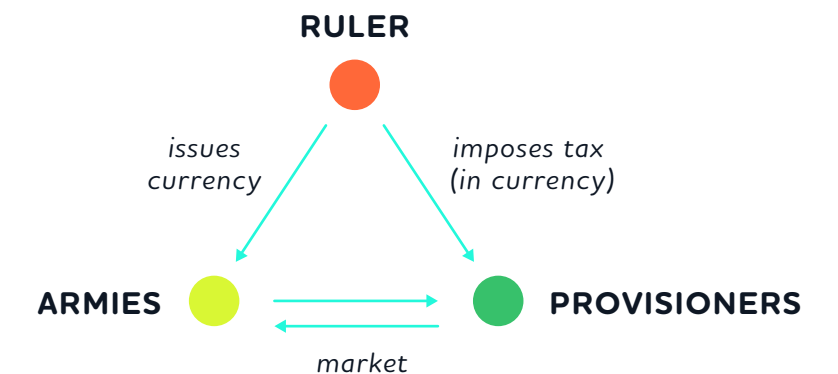 RULER
issues
currency
imposes tax
(in currency)
ARMIES
PROVISIONERS
market